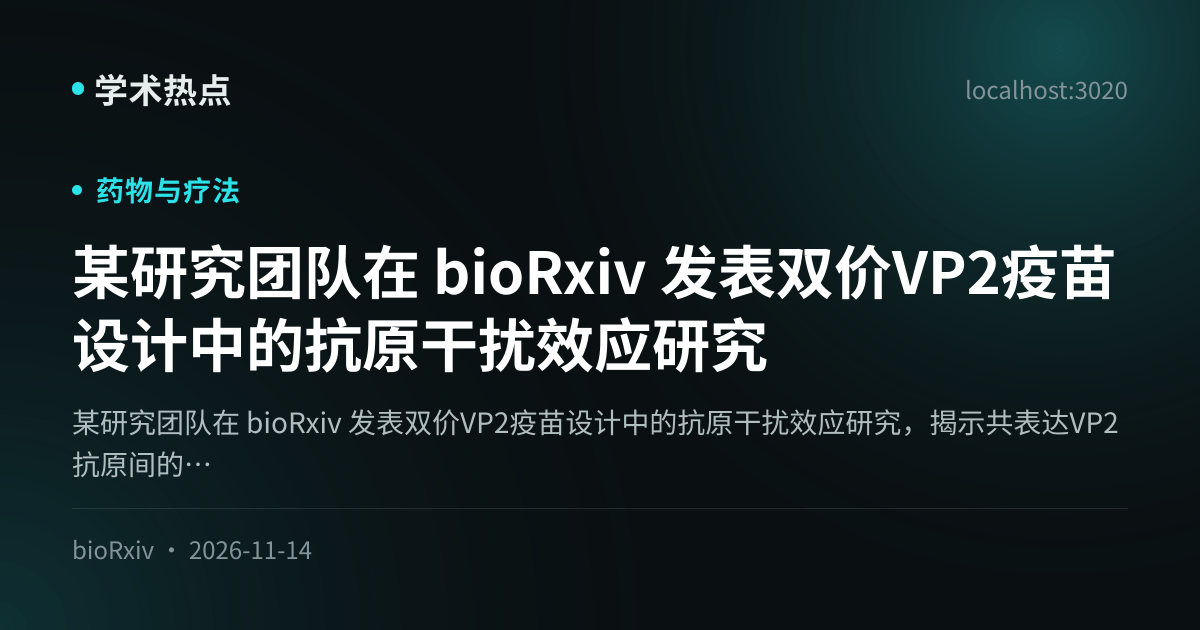 学术热点
localhost:3020
药物与疗法
某研究团队在 bioRxiv 发表双价VP2疫苗
设计中的抗原干扰效应研究
某研究团队在 bioRxiv 发表双价VP2疫苗设计中的抗原干扰效应研究，揭示共表达VP2
抗原间的…
bioRxiv • 2026-11-14